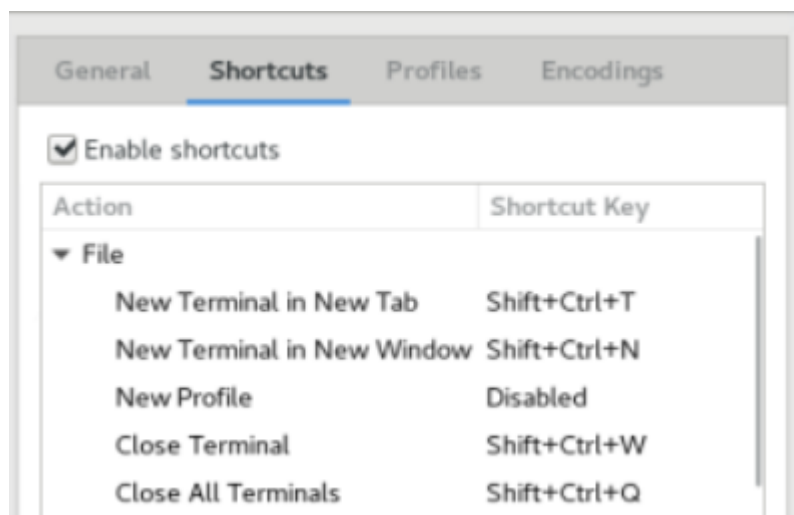 General Shortcuts Profiles Encodings
Enable shortcuts
Action Shortcut Key
File
New Terminal in New Tab Shift+Ctrl+T
New Terminal in New Window Shift+Ctrl+N
New Profile Disabled
Close Terminal Shift+Ctrl+W
Close All Terminals Shift+Ctrl+Q